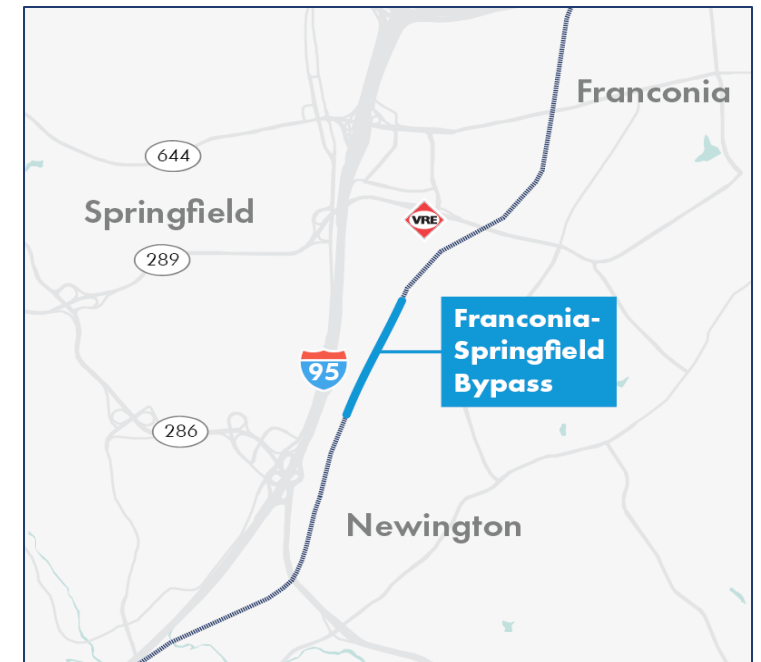 Franconia
644
VRE
Springfield
289
Franconia-
Springfield
Bypass
95
286
Newington